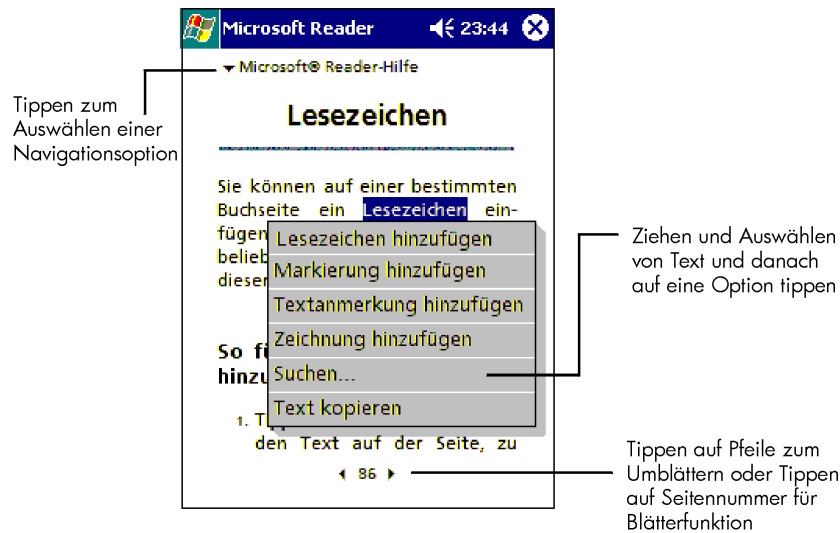 Microsoft Reader 23:44
Microsoft® Reader-Hilfe
Tippen zum
Auswählen einer
Navigationsoption
Lesezeichen
Sie können auf einer bestimmten
Buchseite ein Lesezeichen ein-
fügen
belieb
dieser
Lesezeichen hinzufügen
Markierung hinzufügen
Textanmerkung hinzufügen
Zeichnung hinzufügen
Suchen...
Text kopieren
Ziehen und Auswählen
von Text und danach
auf eine Option tippen
So fü
hinzu
1. Ti
den Text auf der Seite, zu
86
Tippen auf Pfeile zum
Umblättern oder Tippen
auf Seitennummer für
Blätterfunktion